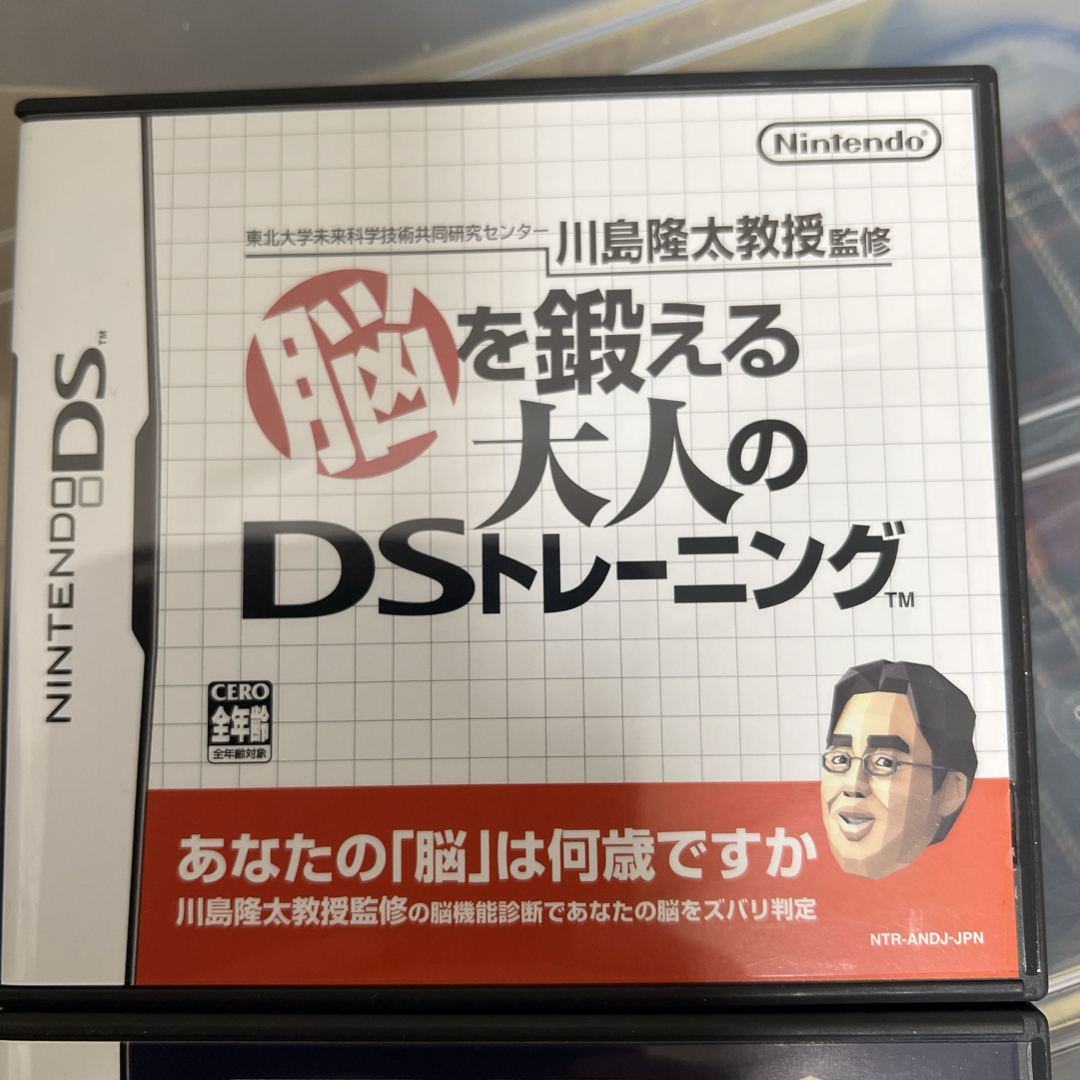 Nintendo
東北大学未来科学技術共同研究センター 川島隆太教授監修
脳を鍛える
大人の
DSトレーニング™
NINTENDO DS™
CERO
全年齢
全年齢対象
あなたの「脳」は何歳ですか
川島隆太教授監修の脳機能診断であなたの脳をズバリ判定
NTR-ANDJ-JPN